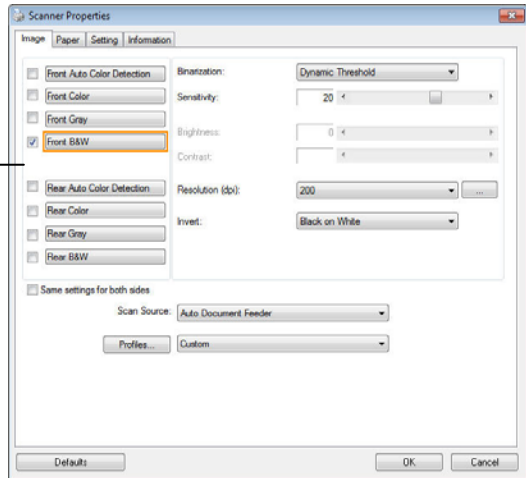 Scanner Properties
Image Paper Setting Information
Front Auto Color Detection
Front Color
Front Gray
Front B&W
Rear Auto Color Detection
Rear Color
Rear Gray
Rear B&W
Binarization: Dynamic Threshold
Sensitivity: 20
Brightness: 0
Contrast:
Resolution (dpi): 200 ...
Invert: Black on White
Same settings for both sides
Scan Source: Auto Document Feeder
Profiles... Custom
Defaults OK Cancel